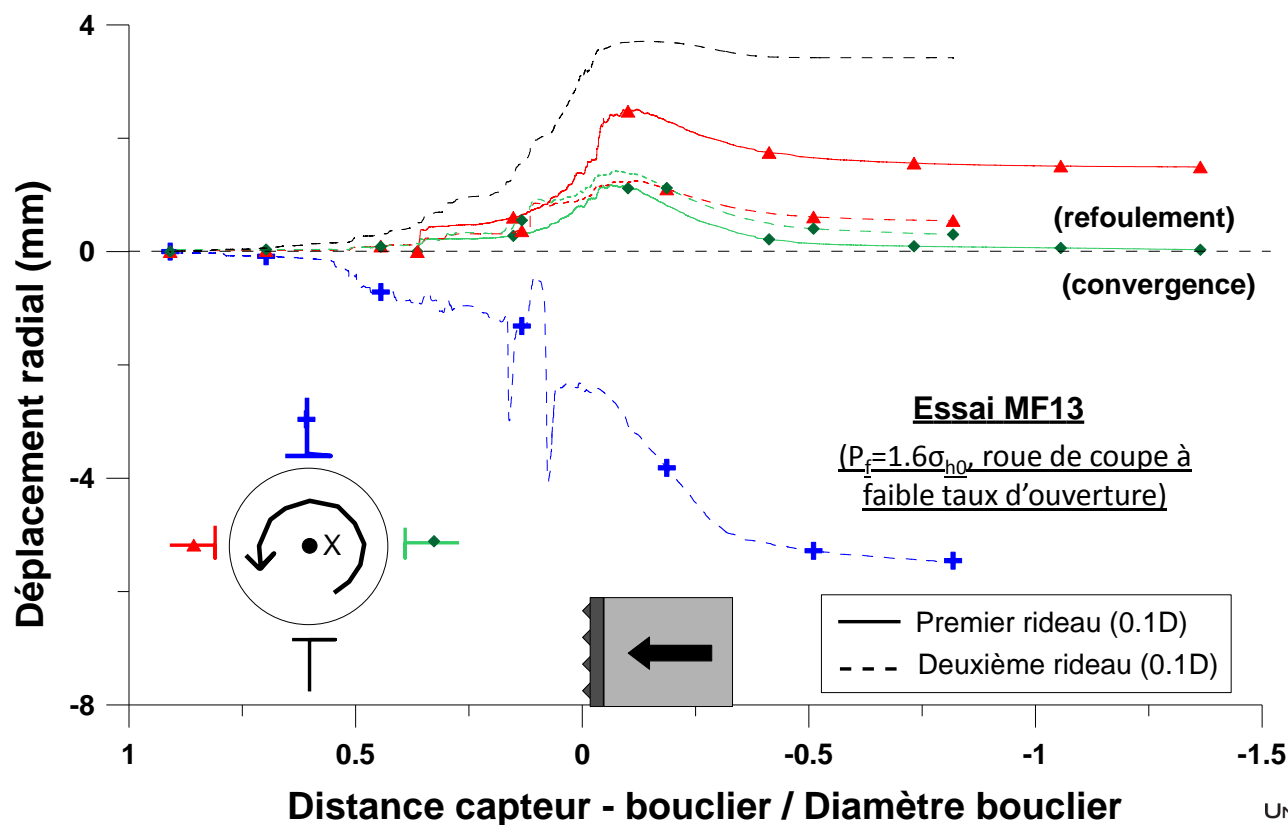 4
0
-4
-8
Déplacement radial (mm)
(refoulement)
(convergence)
Essai MF13
(Pf=1.6σh0, roue de coupe à
faible taux d'ouverture)
X
Premier rideau (0.1D)
Deuxième rideau (0.1D)
1 0.5 0 -0.5 -1 -1.5
Distance capteur - bouclier / Diamètre bouclier